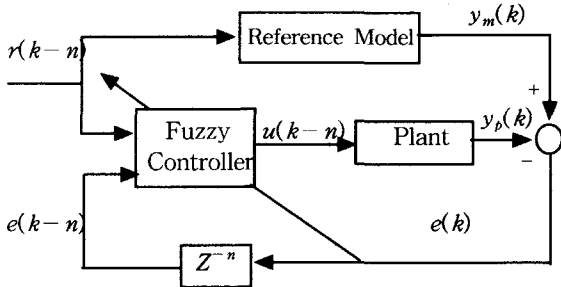 y_m(k)
Reference Model
r(k−n)
+
Fuzzy
Controller
u(k−n)
Plant
y_p(k)
−
e(k−n)
e(k)
Z^{−n}